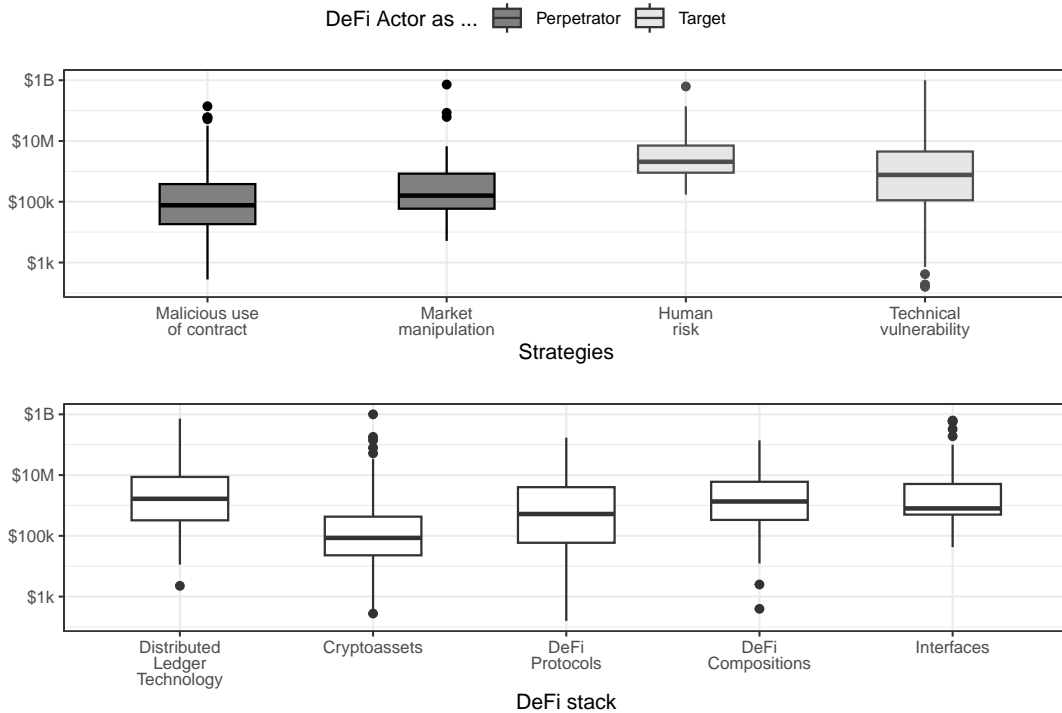 DeFi Actor as ... Perpetrator Target
$1B
$10M
$100k
$1k
Malicious use
of contract
Market
manipulation
Human
risk
Technical
vulnerability
Strategies
$1B
$10M
$100k
$1k
Distributed
Ledger
Technology
Cryptoassets
DeFi
Protocols
DeFi
Compositions
Interfaces
DeFi stack